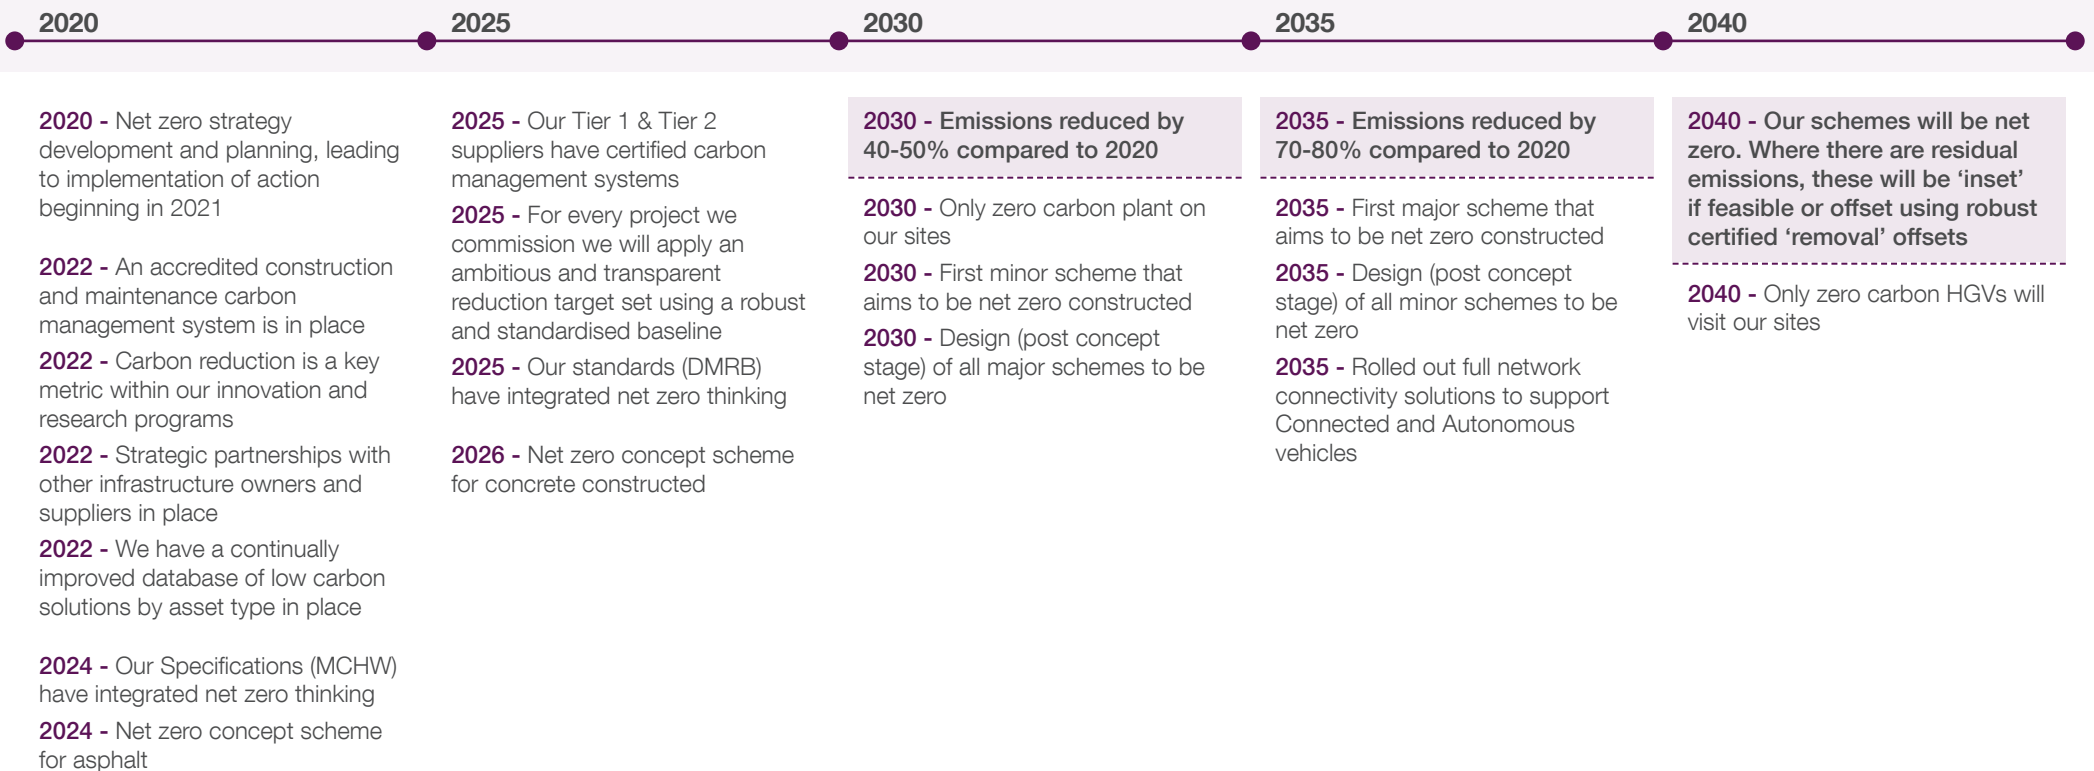 2020
2025
2030
2035
2040
2020 - Net zero strategy
development and planning, leading
to implementation of action
beginning in 2021
2022 - An accredited construction
and maintenance carbon
management system is in place
2022 - Carbon reduction is a key
metric within our innovation and
research programs
2022 - Strategic partnerships with
other infrastructure owners and
suppliers in place
2022 - We have a continually
improved database of low carbon
solutions by asset type in place
2024 - Our Specifications (MCHW)
have integrated net zero thinking
2024 - Net zero concept scheme
for asphalt
2025 - Our Tier 1 & Tier 2
suppliers have certified carbon
management systems
2025 - For every project we
commission we will apply an
ambitious and transparent
reduction target set using a robust
and standardised baseline
2025 - Our standards (DMRB)
have integrated net zero thinking
2026 - Net zero concept scheme
for concrete constructed
2030 - Emissions reduced by
40-50% compared to 2020
2030 - Only zero carbon plant on
our sites
2030 - First minor scheme that
aims to be net zero constructed
2030 - Design (post concept
stage) of all major schemes to be
net zero
2035 - Emissions reduced by
70-80% compared to 2020
2035 - First major scheme that
aims to be net zero constructed
2035 - Design (post concept
stage) of all minor schemes to be
net zero
2035 - Rolled out full network
connectivity solutions to support
Connected and Autonomous
vehicles
2040 - Our schemes will be net
zero. Where there are residual
emissions, these will be ‘inset’
if feasible or offset using robust
certified ‘removal’ offsets
2040 - Only zero carbon HGVs will
visit our sites